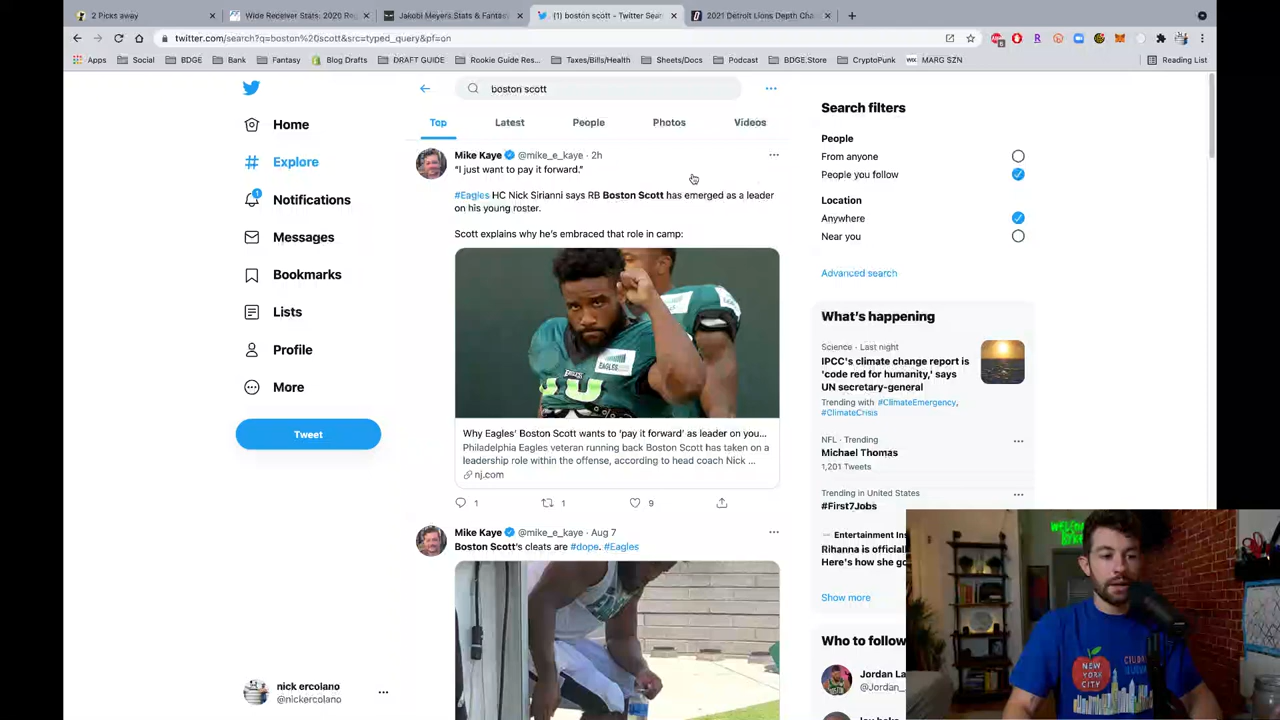 2 Picks away
Wide Receiver Stats: 2020 Re
Jakobi Meyers Stats & Fantas
(1) boston scott - Twitter Sear
2021 Detroit Lions Depth Cha
twitter.com/search?q=boston%20scott&src=typed_query&pf=on
Apps
Social
BDGE
Bank
Fantasy
Blog Drafts
DRAFT GUIDE
Rookie Guide Res...
Taxes/Bills/Health
Sheets/Docs
Podcast
BDGE.Store
CryptoPunk
WIX
MARG SZN
Reading List
boston scott
Top
Latest
People
Photos
Videos
Home
Explore
1
Notifications
Messages
Bookmarks
Lists
Profile
More
Tweet
nick ercolano
@nickercolano
Mike Kaye @mike_e_kaye · 2h
“I just want to pay it forward.”
#Eagles HC Nick Sirianni says RB Boston Scott has emerged as a leader
on his young roster.
Scott explains why he's embraced that role in camp:
EAGLES
Why Eagles' Boston Scott wants to 'pay it forward' as leader on you...
Philadelphia Eagles veteran running back Boston Scott has taken on a
leadership role within the offense, according to head coach Nick ...
nj.com
1
1
9
Mike Kaye @mike_e_kaye · Aug 7
Boston Scott's cleats are #dope. #Eagles
Search filters
People
From anyone
People you follow
Location
Anywhere
Near you
Advanced search
What's happening
Science · Last night
IPCC's climate change report is
'code red for humanity,' says
UN secretary-general
Trending with #ClimateEmergency,
#ClimateCrisis
NFL · Trending
Michael Thomas
1,201 Tweets
Trending in United States
#First7Jobs
Entertainment
Rihanna is official
Here's how she go
Show more
Who to follow
Jordan
@Jordan_
NEW
YORK
CITY